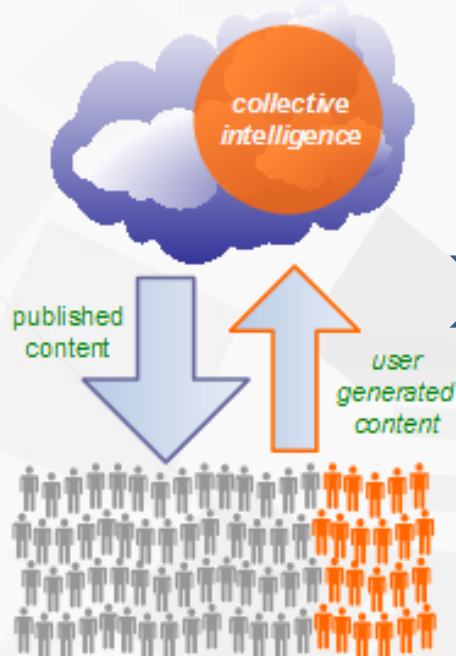 collective
intelligence
published
content
user
generated
content